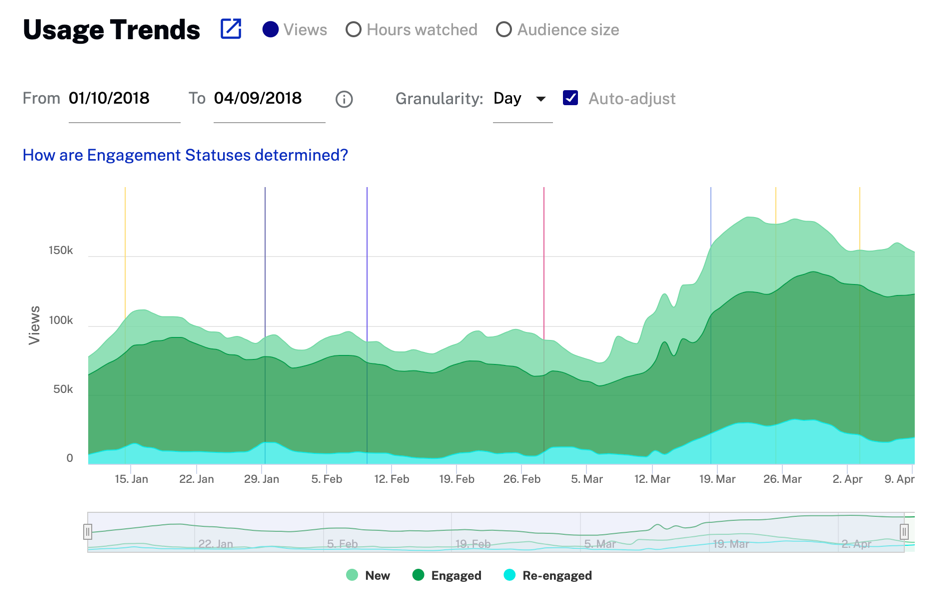 Usage Trends Views Hours watched Audience size
From 01/10/2018 To 04/09/2018 Granularity: Day Auto-adjust
How are Engagement Statuses determined?
150k
100k
Views
50k
0
15. Jan 22. Jan 29. Jan 5. Feb 12. Feb 19. Feb 26. Feb 5. Mar 12. Mar 19. Mar 26. Mar 2. Apr 9. Apr
22. Jan 5. Feb 19. Feb 5. Mar 19. Mar 2. Apr
New Engaged Re-engaged